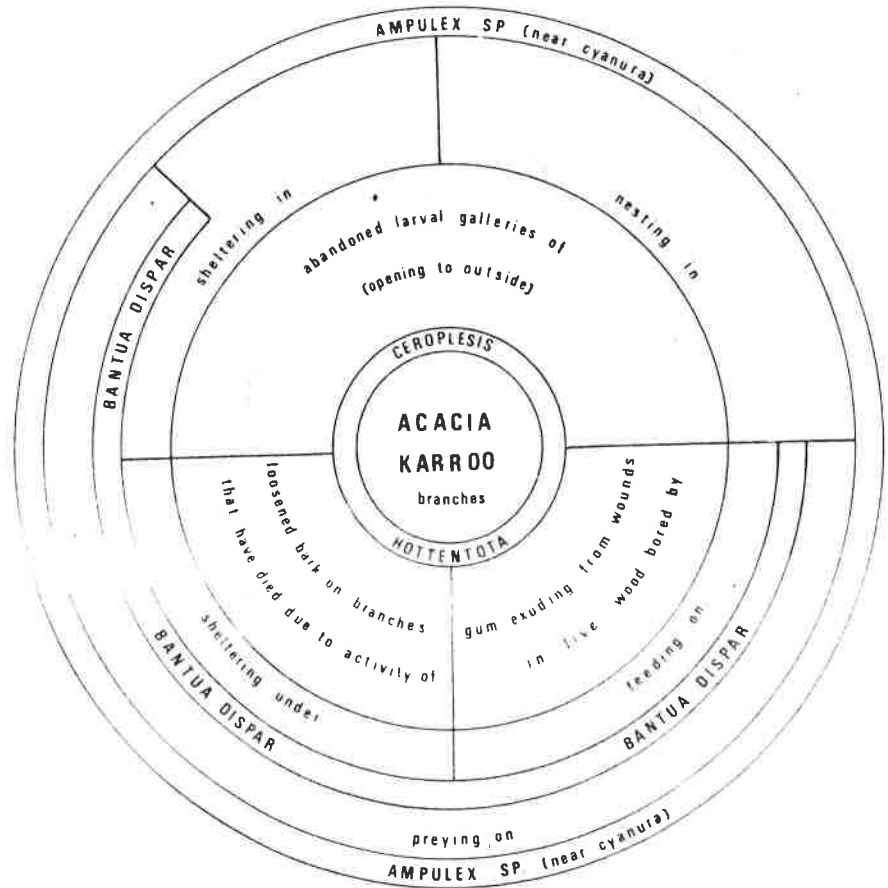 AMPULEX SP (near cyanura)
sheltering in
nesting in
abandoned larval galleries of
(opening to outside)
BANTUA DISPAR
CEROPLESIS
ACACIA
KARROO
branches
HOTTENTOTA
loosened bark on branches
that have died due to activity of
gum exuding from wounds
in live wood bored by
sheltering under
feeding on
BANTUA DISPAR
BANTUA DISPAR
preying on
AMPULEX SP (near cyanura)